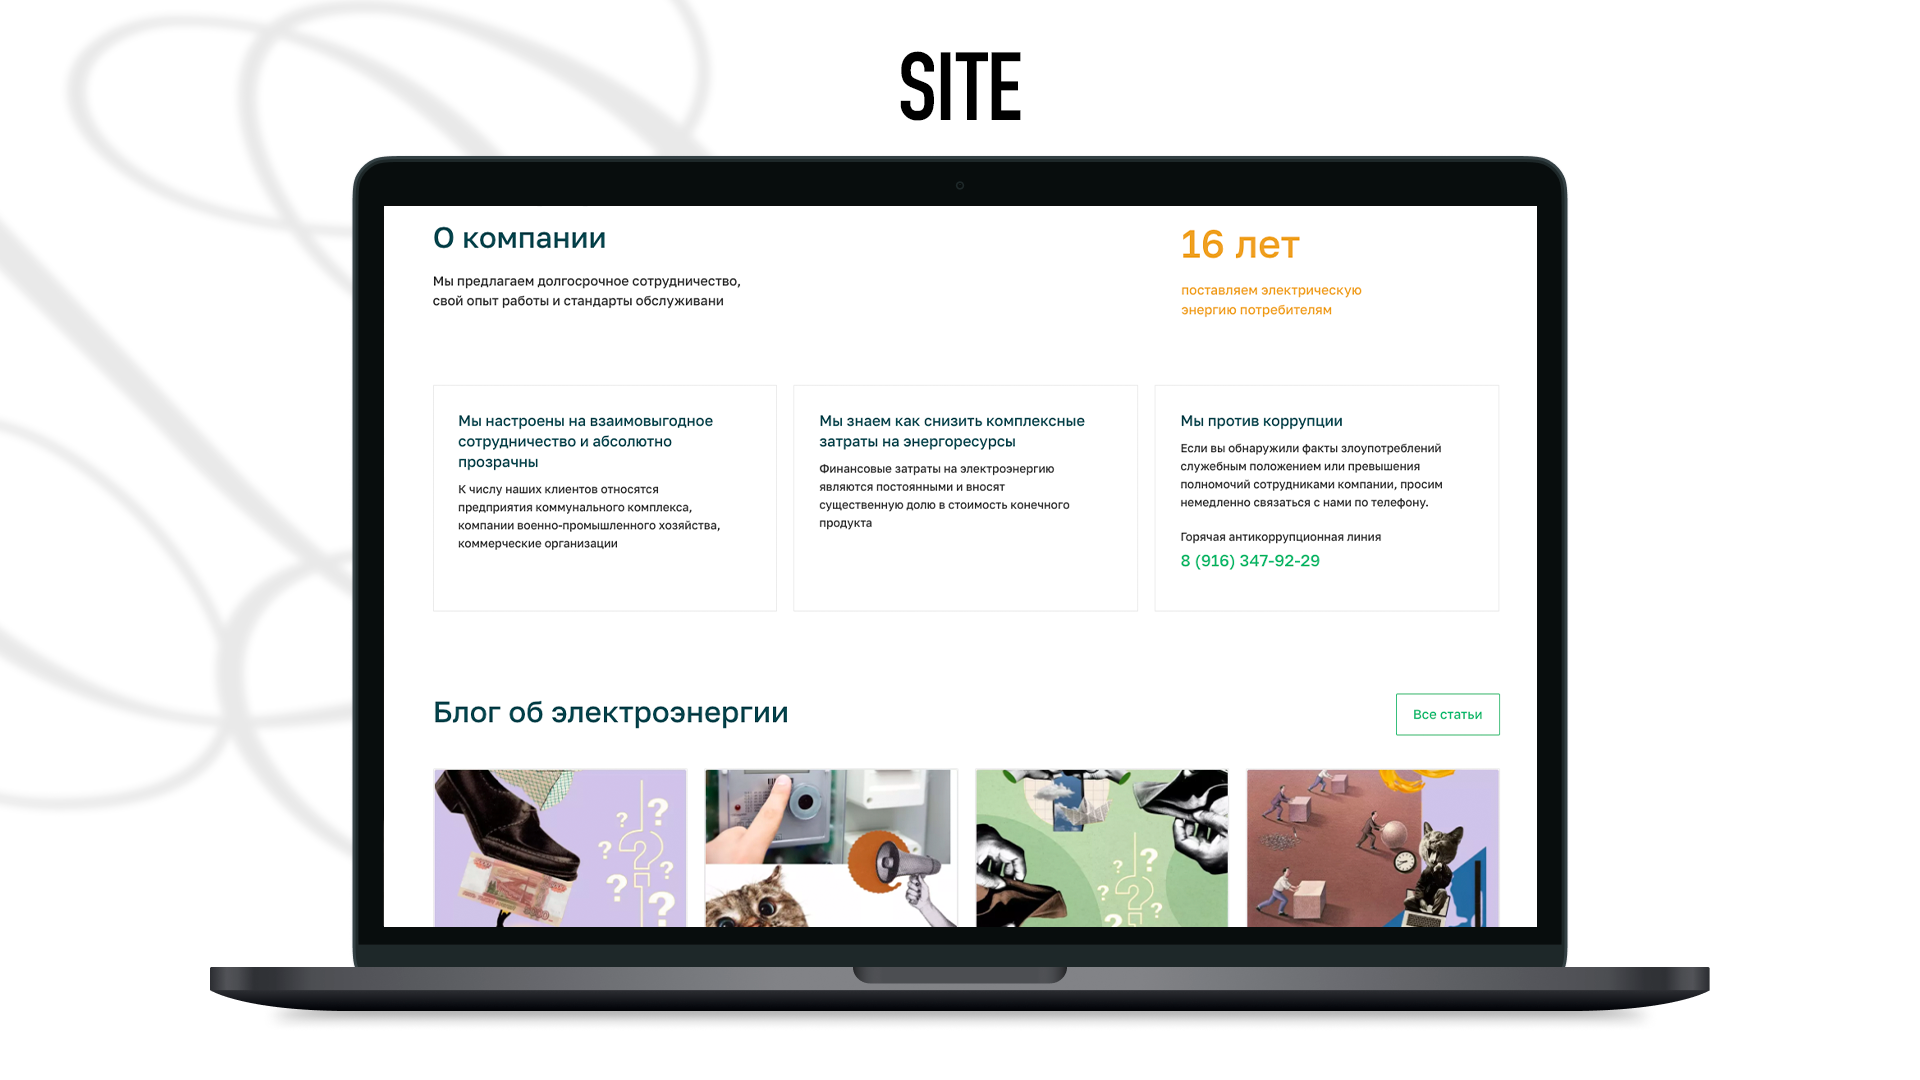 SITE
О компании
Мы предлагаем долгосрочное сотрудничество,
свой опыт работы и стандарты обслуживани
16 лет
поставляем электрическую
энергию потребителям
Мы настроены на взаимовыгодное
сотрудничество и абсолютно
прозрачны
К числу наших клиентов относятся
предприятия коммунального комплекса,
компании военно-промышленного хозяйства,
коммерческие организации
Мы знаем как снизить комплексные
затраты на энергоресурсы
Финансовые затраты на электроэнергию
являются постоянными и вносят
существенную долю в стоимость конечного
продукта
Мы против коррупции
Если вы обнаружили факты злоупотреблений
служебным положением или превышения
полномочий сотрудниками компании, просим
немедленно связаться с нами по телефону.
Горячая антикоррупционная линия
8 (916) 347-92-29
Блог об электроэнергии
Все статьи